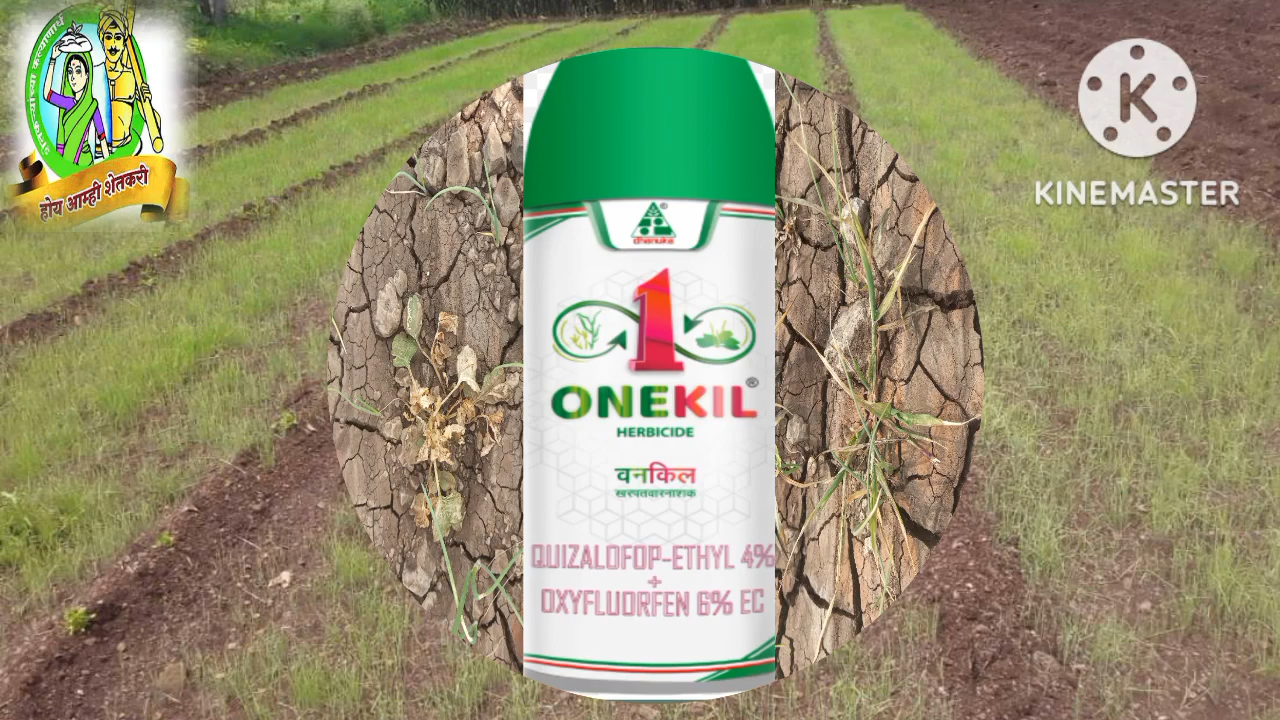 होय आम्ही शेतकरी
KINEMASTER
dhanuka
1
ONEKIL®
HERBICIDE
वनकिल
खरपतवारनाशक
QUIZALOFOP-ETHYL 4%
+
OXYFLUORFEN 6% EC